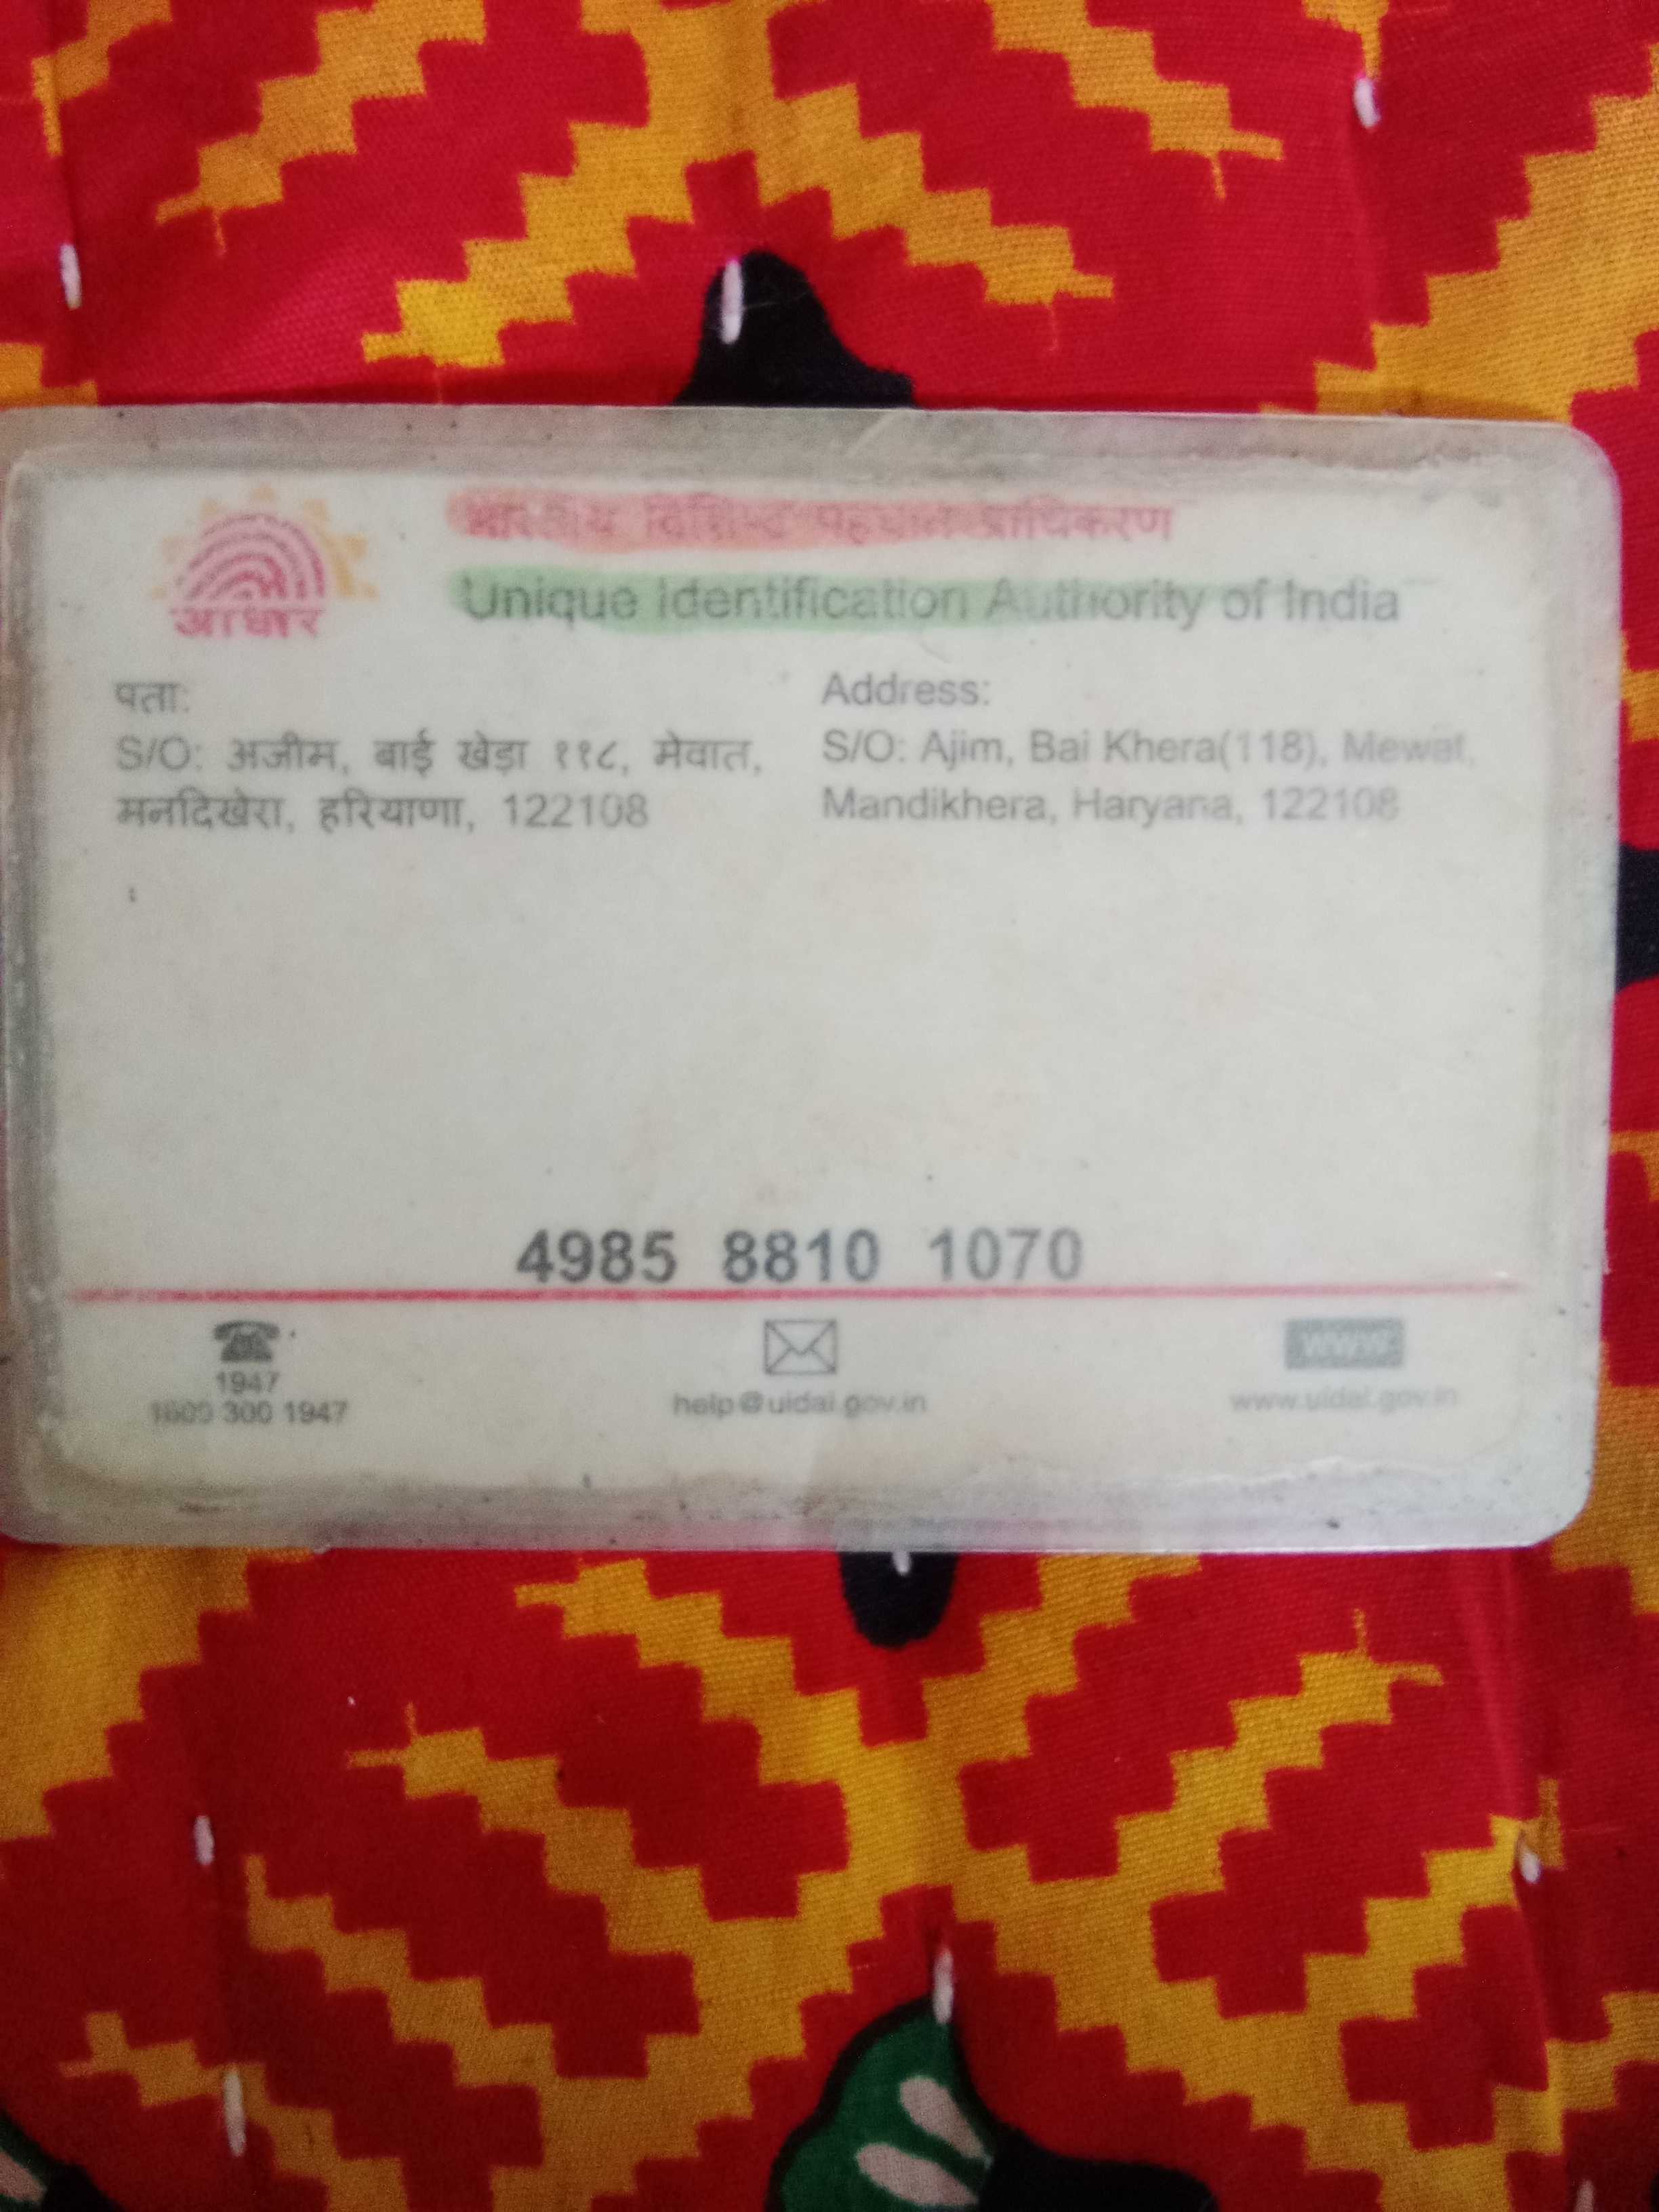 आधार
भारतीय विशिष्ट पहचान प्राधिकरण
Unique Identification Authority of India
पता:
S/O: अजीम, बाई खेड़ा ११८, मेवात,
मनदिखेरा, हरियाणा, 122108
Address:
S/O: Ajim, Bai Khera(118), Mewat,
Mandikhera, Haryana, 122108
4985 8810 1070
1947
1800 300 1947
help@uidai.gov.in
www
www.uidai.gov.in